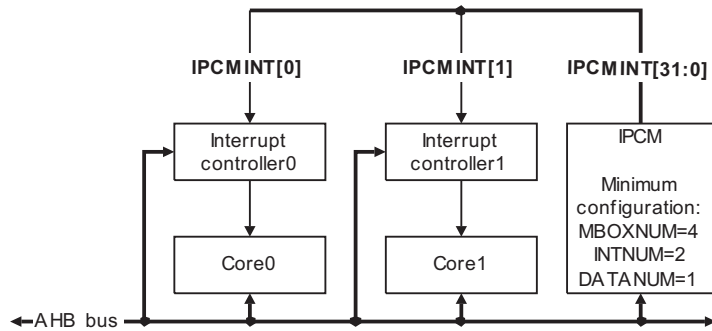 IPCMINT[0]
IPCMINT[1]
IPCMINT[31:0]
Interrupt
controller0
Interrupt
controller1
IPCM
Minimum
configuration:
MBOXNUM=4
INTNUM=2
DATANUM=1
Core0
Core1
AHB bus